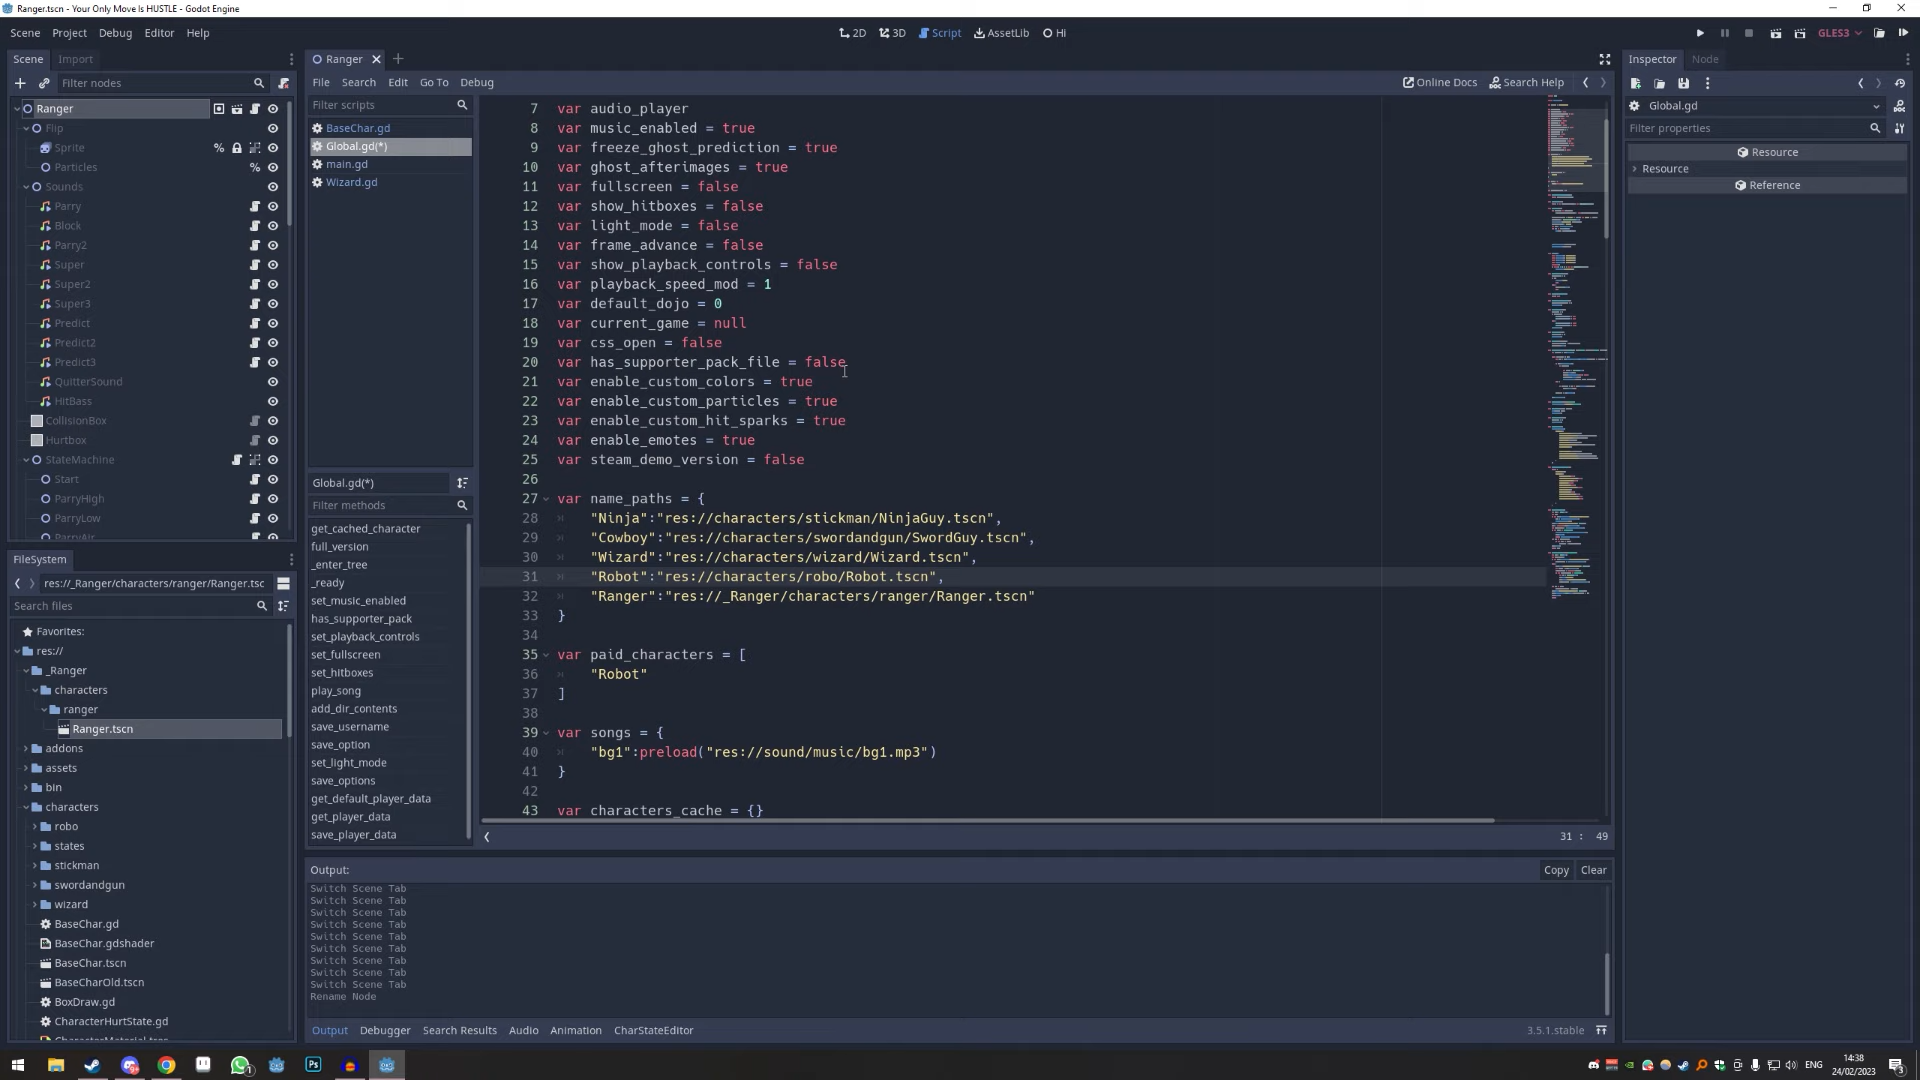 Ranger.tscn - Your Only Move Is HUSTLE - Godot Engine
Scene Project Debug Editor Help
2D 3D Script AssetLib Hi
GLES3
Scene Import
Filter nodes
Ranger
Flip
Sprite
Particles
Sounds
Parry
Block
Parry2
Super
Super2
Super3
Predict
Predict2
Predict3
QuitterSound
HitBass
CollisionBox
Hurtbox
StateMachine
Start
ParryHigh
ParryLow
ParryAir
FileSystem
res://_Ranger/characters/ranger/Ranger.tsc
Search files
Favorites:
res://
_Ranger
characters
ranger
Ranger.tscn
addons
assets
bin
characters
robo
states
stickman
swordandgun
wizard
BaseChar.gd
BaseChar.gdshader
BaseChar.tscn
BaseCharOld.tscn
BoxDraw.gd
CharacterHurtState.gd
Ranger
File Search Edit Go To Debug
Online Docs Search Help
Filter scripts
BaseChar.gd
Global.gd(*)
main.gd
Wizard.gd
Global.gd(*)
Filter methods
get_cached_character
full_version
_enter_tree
_ready
set_music_enabled
has_supporter_pack
set_playback_controls
set_fullscreen
set_hitboxes
play_song
add_dir_contents
save_username
save_option
set_light_mode
save_options
get_default_player_data
get_player_data
save_player_data
7 var audio_player
8 var music_enabled = true
9 var freeze_ghost_prediction = true
10 var ghost_afterimages = true
11 var fullscreen = false
12 var show_hitboxes = false
13 var light_mode = false
14 var frame_advance = false
15 var show_playback_controls = false
16 var playback_speed_mod = 1
17 var default_dojo = 0
18 var current_game = null
19 var css_open = false
20 var has_supporter_pack_file = false
21 var enable_custom_colors = true
22 var enable_custom_particles = true
23 var enable_custom_hit_sparks = true
24 var enable_emotes = true
25 var steam_demo_version = false
26
27 var name_paths = {
28 "Ninja":"res://characters/stickman/NinjaGuy.tscn",
29 "Cowboy":"res://characters/swordandgun/SwordGuy.tscn",
30 "Wizard":"res://characters/wizard/Wizard.tscn",
31 "Robot":"res://characters/robo/Robot.tscn",
32 "Ranger":"res://_Ranger/characters/ranger/Ranger.tscn"
33 }
34
35 var paid_characters = [
36 "Robot"
37 ]
38
39 var songs = {
40 "bg1":preload("res://sound/music/bg1.mp3")
41 }
42
43 var characters_cache = {}
31 : 49
Output:
Copy Clear
Switch Scene Tab
Switch Scene Tab
Switch Scene Tab
Switch Scene Tab
Switch Scene Tab
Switch Scene Tab
Switch Scene Tab
Switch Scene Tab
Switch Scene Tab
Rename Node
Output Debugger Search Results Audio Animation CharStateEditor
3.5.1.stable
Inspector Node
Global.gd
Filter properties
Resource
Resource
Reference
ENG
14:38
24/02/2023